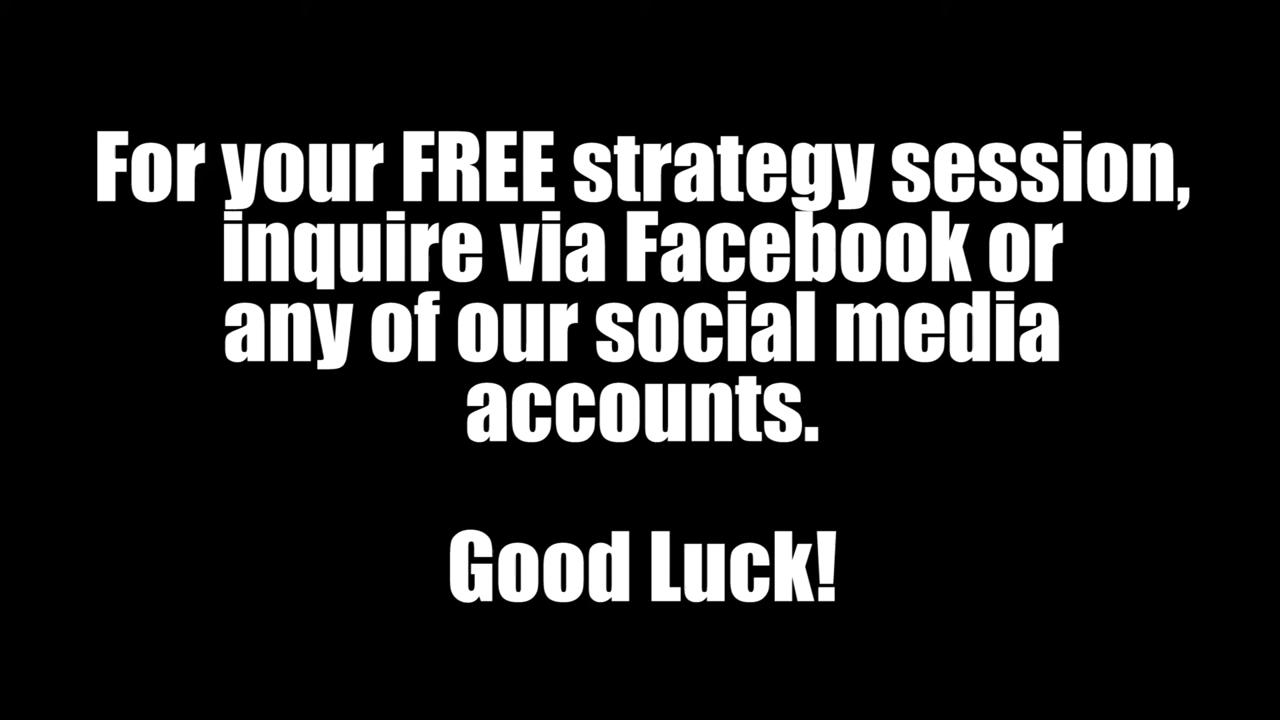 For your FREE strategy session,
inquire via Facebook or
any of our social media
accounts.
Good Luck!